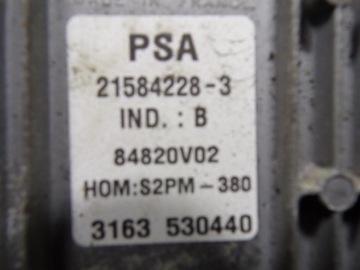 PSA
21584228-3
IND. : B
84820V02
HOM:S2PM-380
3163 530440